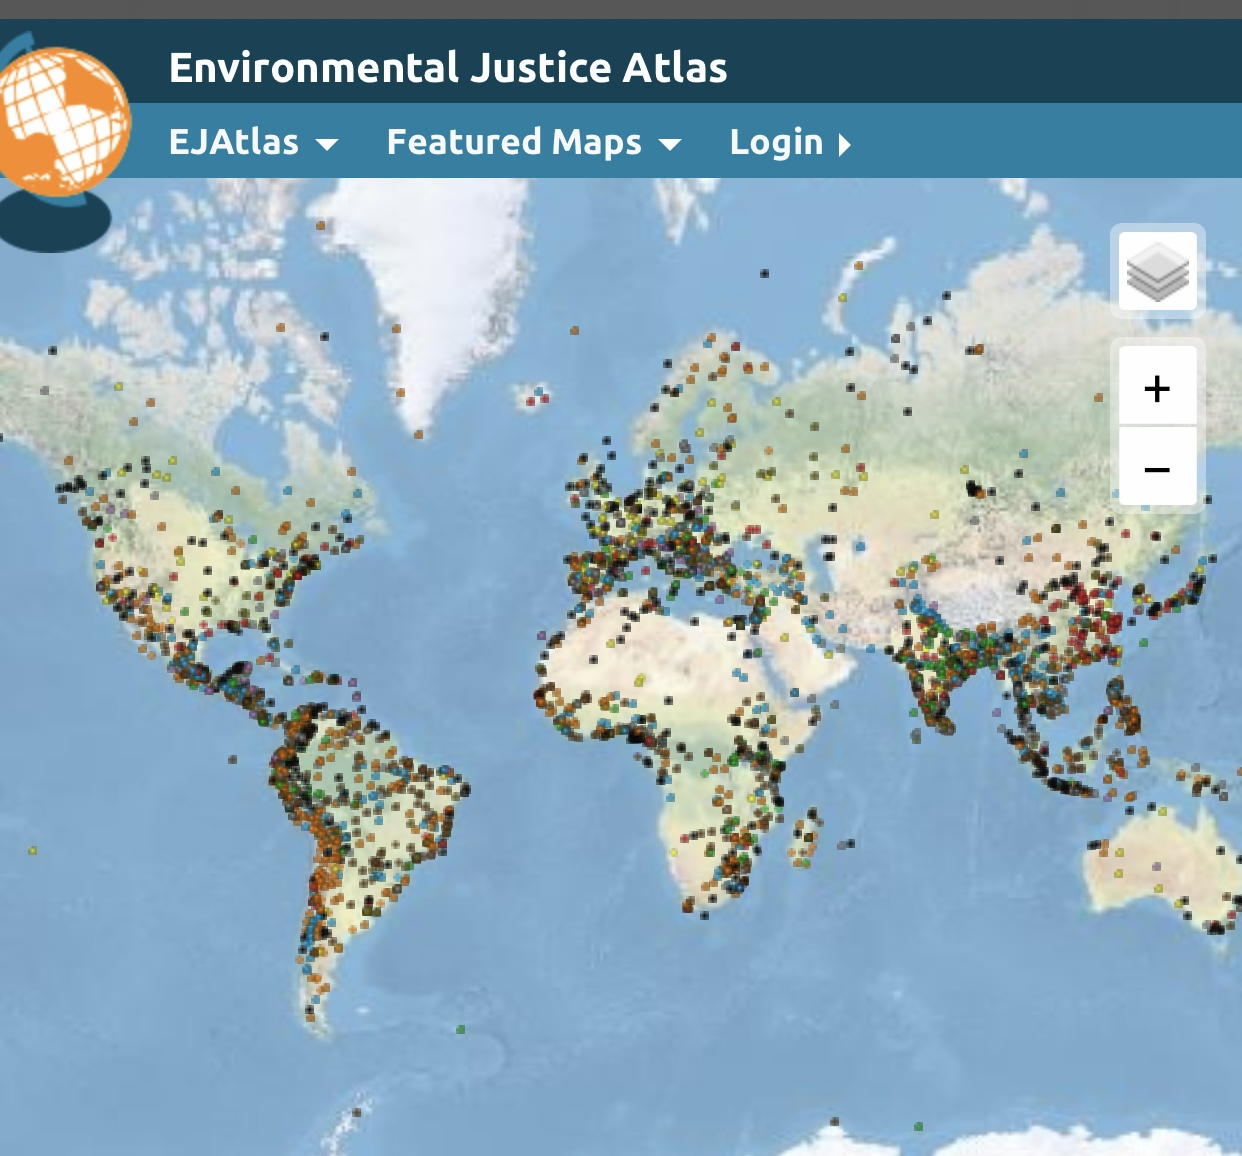 Environmental Justice Atlas
EJAtlas Featured Maps Login
+
−